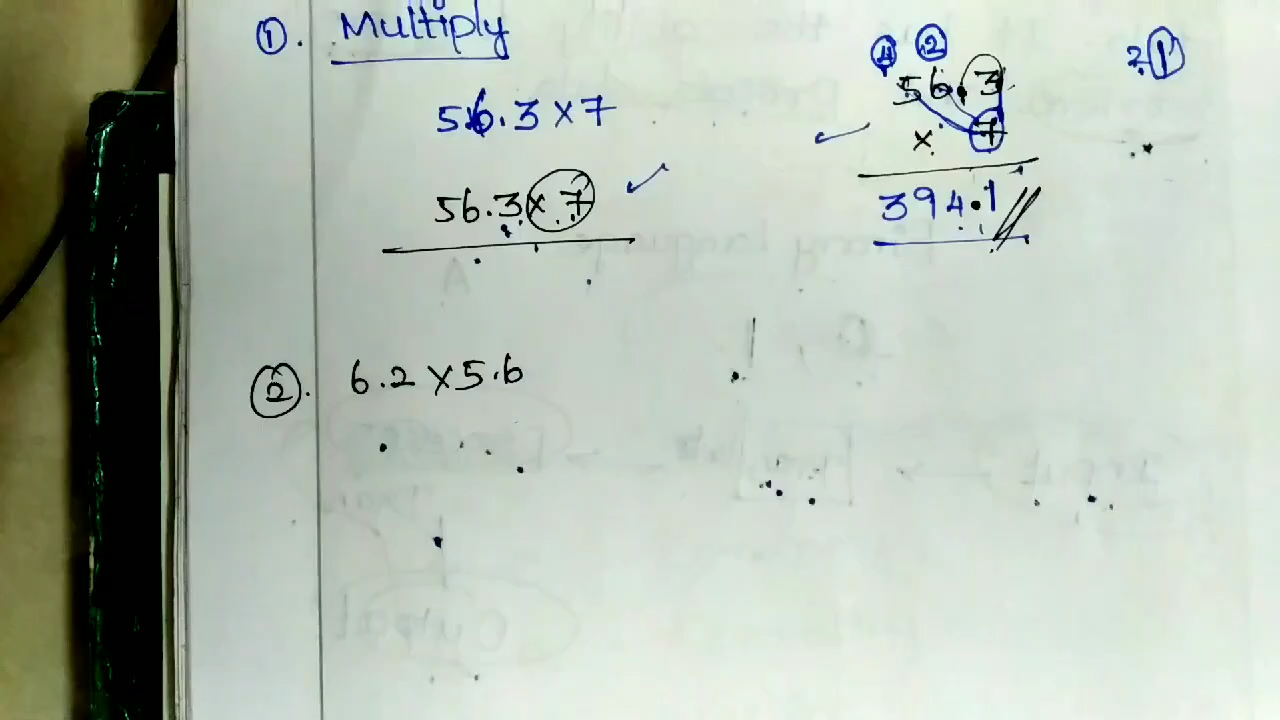 ①. Multiply
56.3 x 7
56.3 x 7
4 2
56.3
x 7
394.1
2 1
②. 6.2 x 5.6